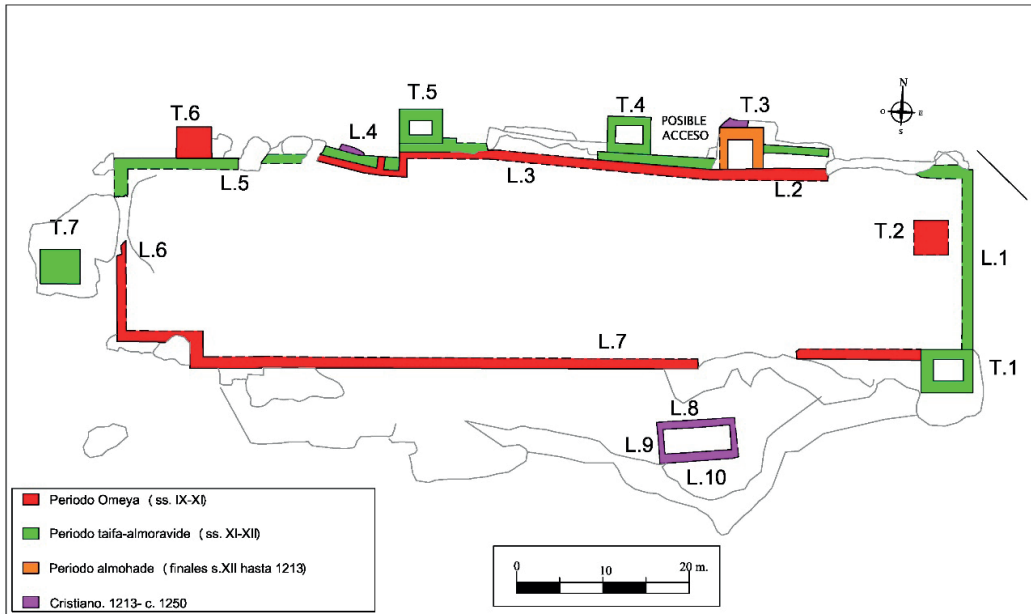 T.6
T.5
T.4
POSIBLE
ACCESO
T.3
N
O
E
S
L.4
L.5
L.3
L.2
T.7
L.6
T.2
L.1
L.7
T.1
L.8
L.9
L.10
Periodo Omeya ( ss. IX-XI)
Periodo taifa-almoravide ( ss. XI-XII)
Periodo almohade ( finales s.XII hasta 1213)
Cristiano. 1213- c. 1250
0 10 20 m.